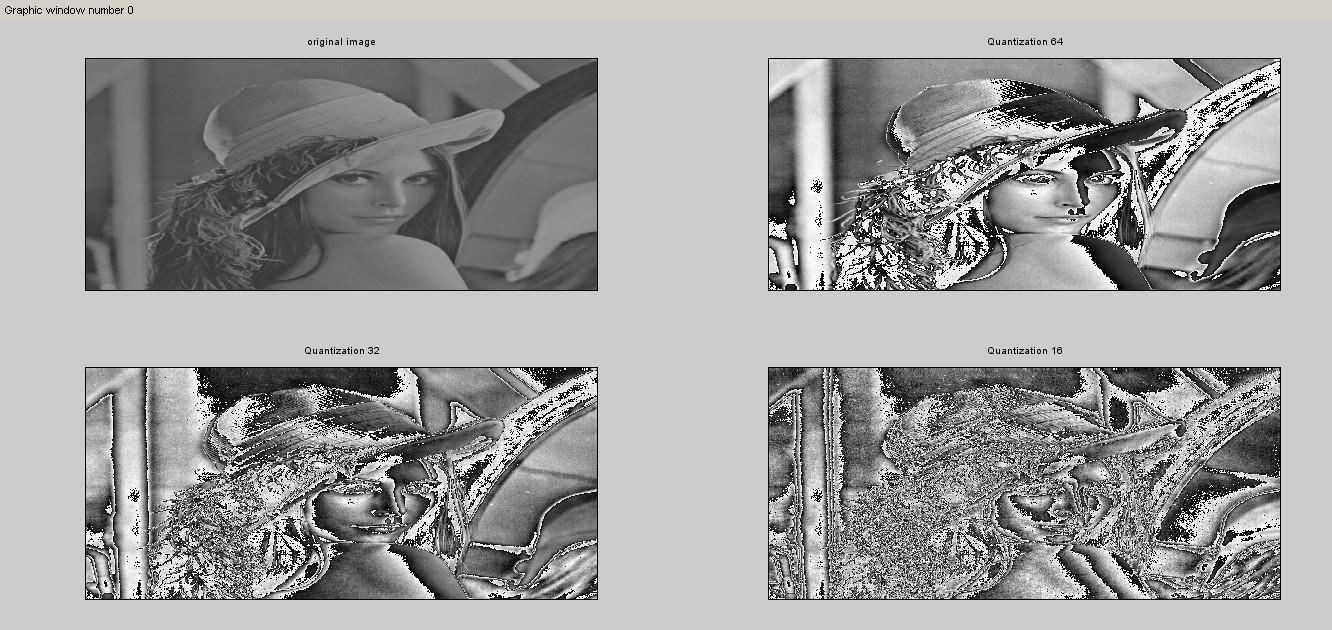 Graphic window number 0
original image
Quantization 64
Quantization 32
Quantization 16